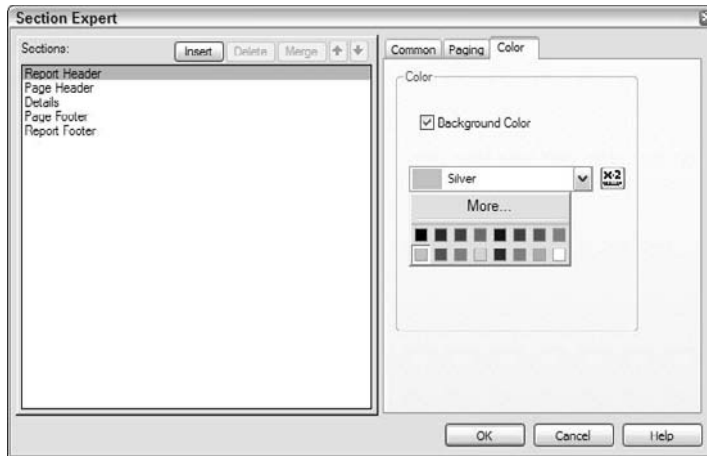 Section Expert
Sections:
Insert
Delete
Merge
Report Header
Page Header
Details
Page Footer
Report Footer
Common
Paging
Color
Color
Background Color
Silver
X-2
More...
OK
Cancel
Help